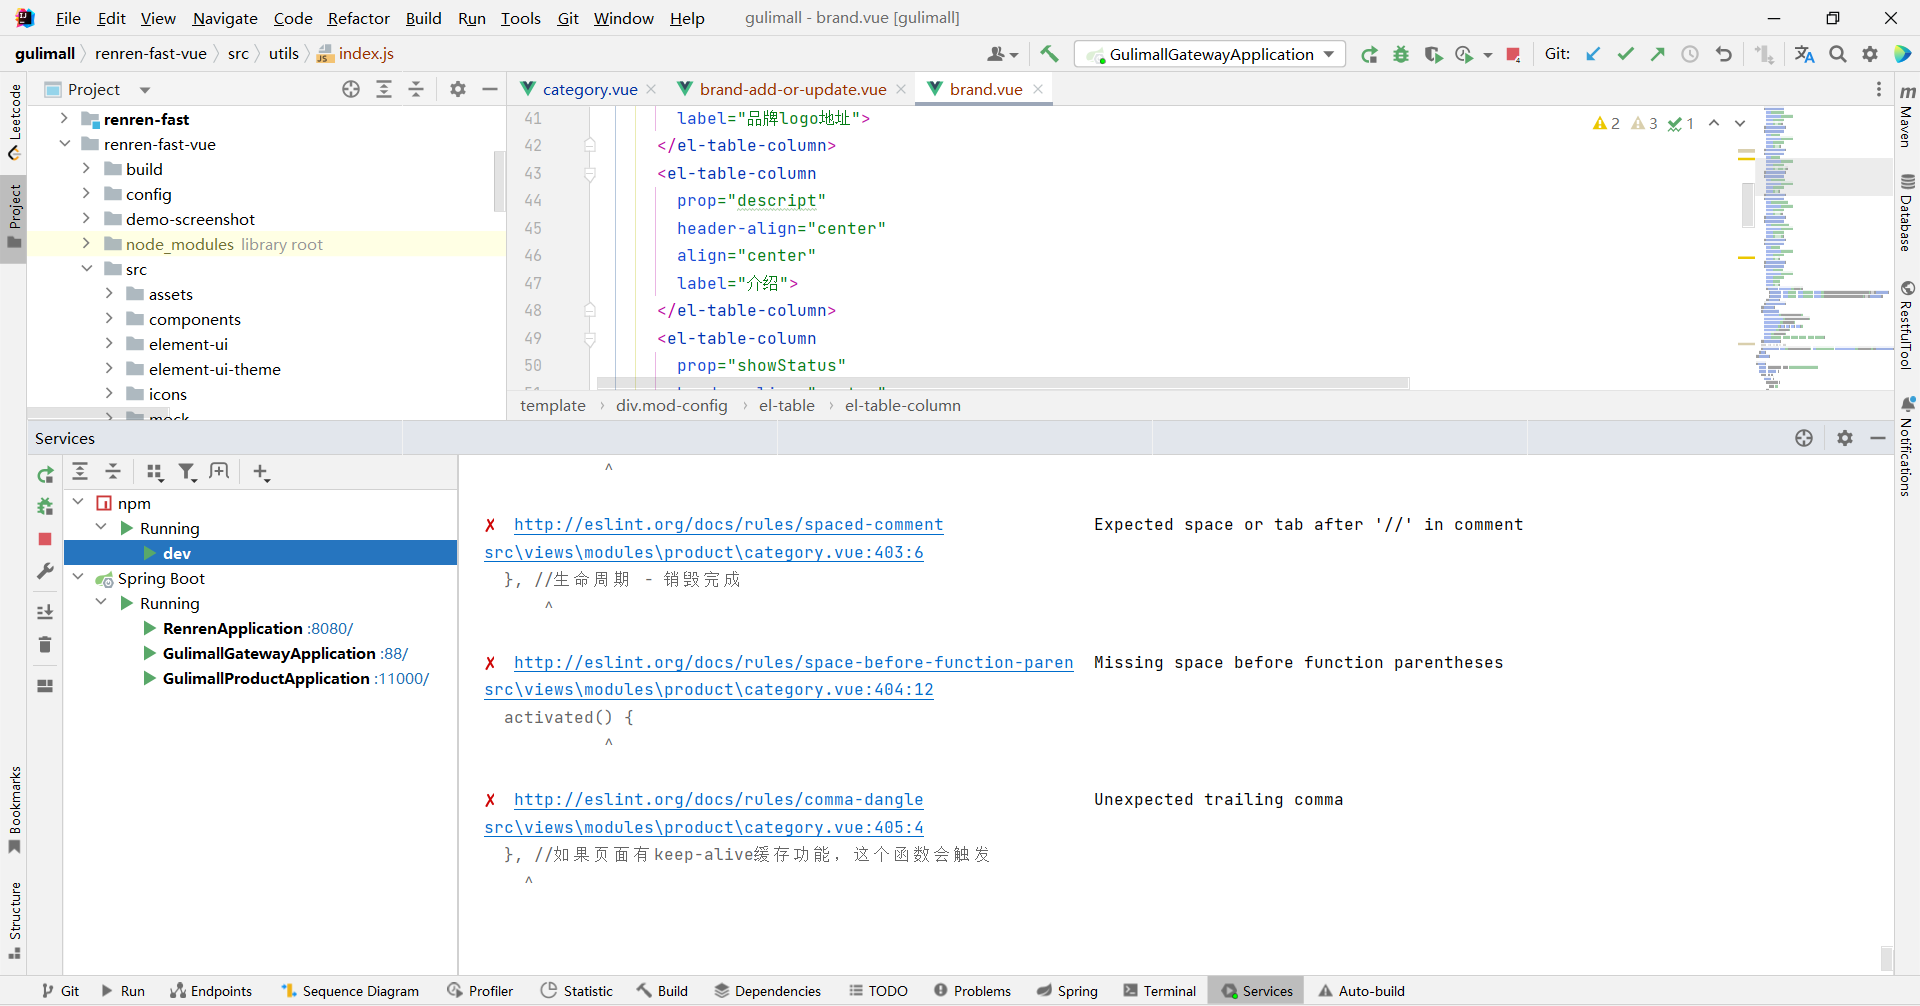 File Edit View Navigate Code Refactor Build Run Tools Git Window Help gulimall - brand.vue [gulimall]
gulimall renren-fast-vue src utils index.js GulimallGatewayApplication Git:
Project category.vue brand-add-or-update.vue brand.vue
Leetcode
Project
Bookmarks
Structure
renren-fast
renren-fast-vue
build
config
demo-screenshot
node_modules library root
src
assets
components
element-ui
element-ui-theme
icons
mock
41 label="品牌logo地址">
42 </el-table-column>
43 <el-table-column
44 prop="descript"
45 header-align="center"
46 align="center"
47 label="介绍">
48 </el-table-column>
49 <el-table-column
50 prop="showStatus"
2 3 1
template div.mod-config el-table el-table-column
Maven
Database
RestfulTool
Notifications
Services
npm
Running
dev
Spring Boot
Running
RenrenApplication :8080/
GulimallGatewayApplication :88/
GulimallProductApplication :11000/
^
✗ http://eslint.org/docs/rules/spaced-comment Expected space or tab after '//' in comment
src\views\modules\product\category.vue:403:6
}, //生命周期 - 销毁完成
^
✗ http://eslint.org/docs/rules/space-before-function-paren Missing space before function parentheses
src\views\modules\product\category.vue:404:12
activated() {
^
✗ http://eslint.org/docs/rules/comma-dangle Unexpected trailing comma
src\views\modules\product\category.vue:405:4
}, //如果页面有keep-alive缓存功能，这个函数会触发
^
Git Run Endpoints Sequence Diagram Profiler Statistic Build Dependencies TODO Problems Spring Terminal Services Auto-build